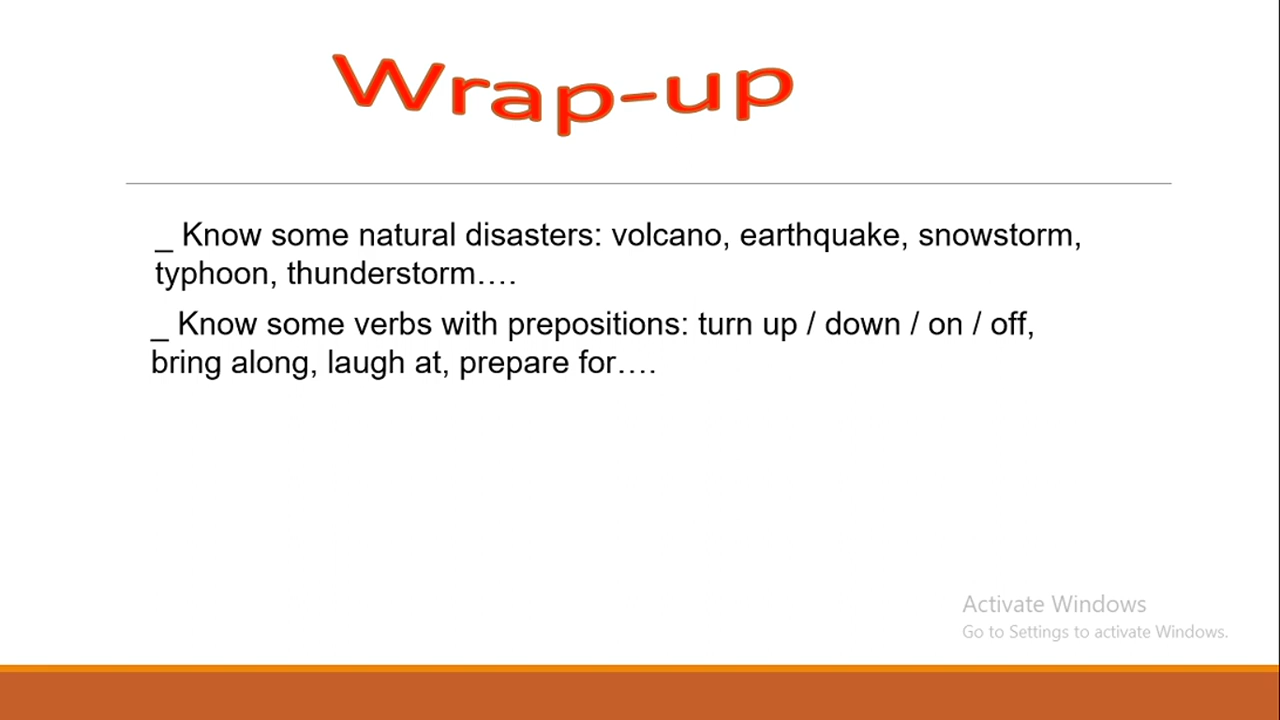 Wrap-up
_ Know some natural disasters: volcano, earthquake, snowstorm,
typhoon, thunderstorm….
_ Know some verbs with prepositions: turn up / down / on / off,
bring along, laugh at, prepare for….
Activate Windows
Go to Settings to activate Windows.